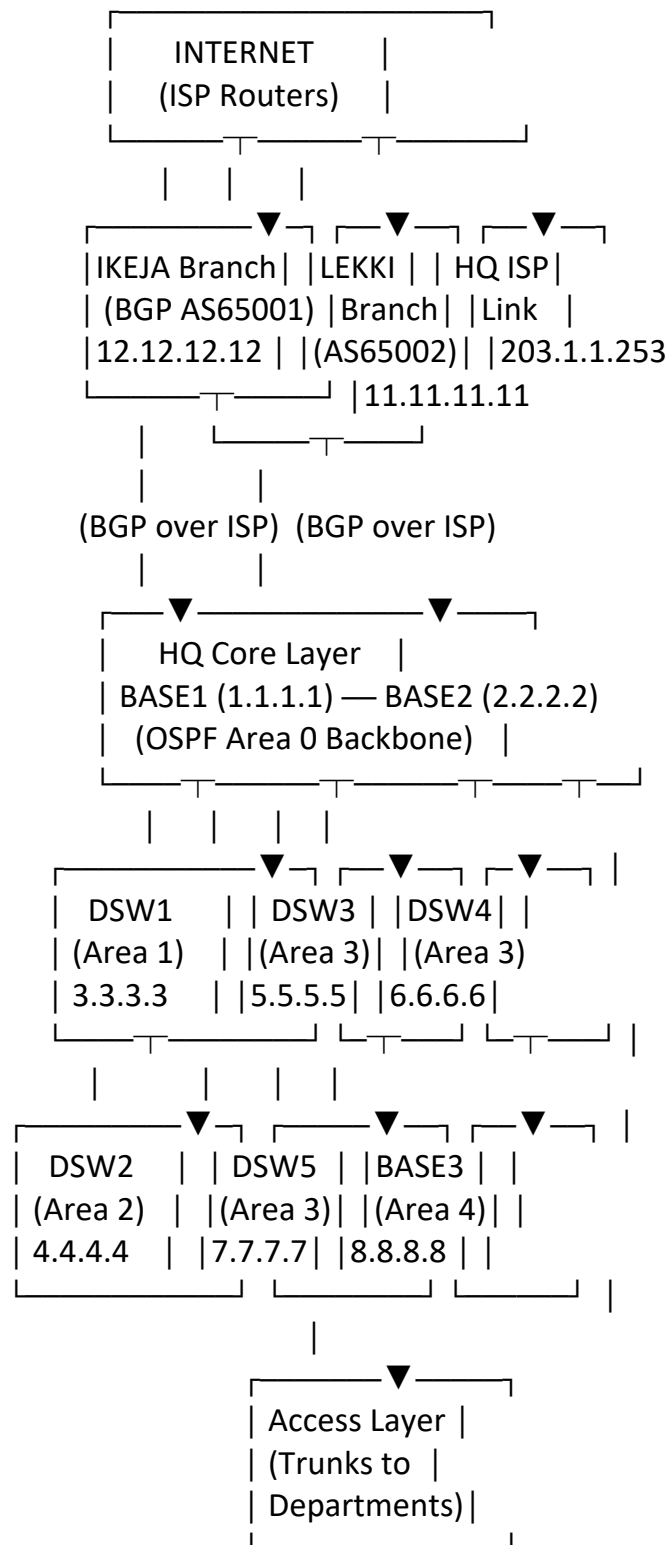 INTERNET
(ISP Routers)
IKEJA Branch LEKKI HQ ISP
(BGP AS65001) Branch Link
12.12.12.12 (AS65002) 203.1.1.253
11.11.11.11
(BGP over ISP) (BGP over ISP)
HQ Core Layer
BASE1 (1.1.1.1) — BASE2 (2.2.2.2)
(OSPF Area 0 Backbone)
DSW1 DSW3 DSW4
(Area 1) (Area 3) (Area 3)
3.3.3.3 5.5.5.5 6.6.6.6
DSW2 DSW5 BASE3
(Area 2) (Area 3) (Area 4)
4.4.4.4 7.7.7.7 8.8.8.8
Access Layer
(Trunks to
Departments)